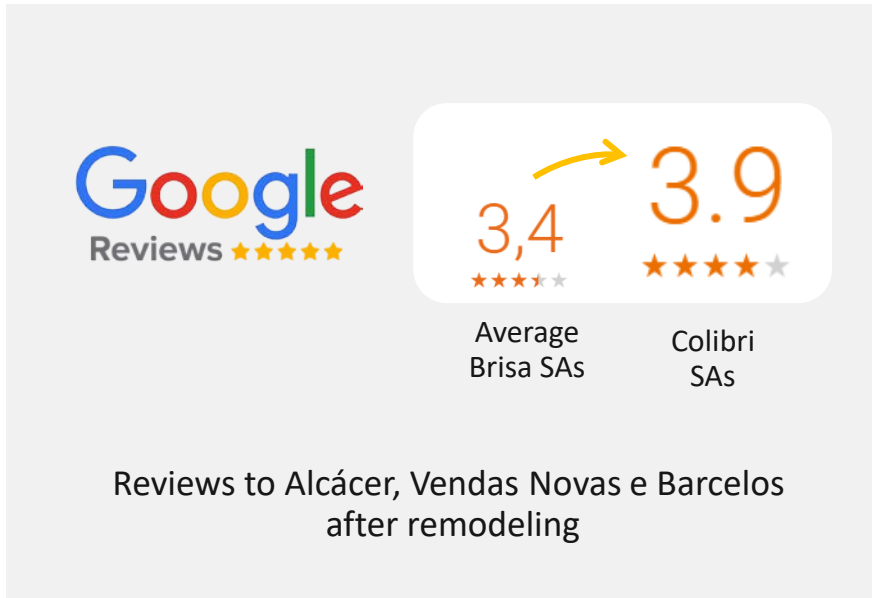 Google
Reviews
3,4
3.9
Average
Brisa SAs
Colibri
SAs
Reviews to Alcácer, Vendas Novas e Barcelos
after remodeling